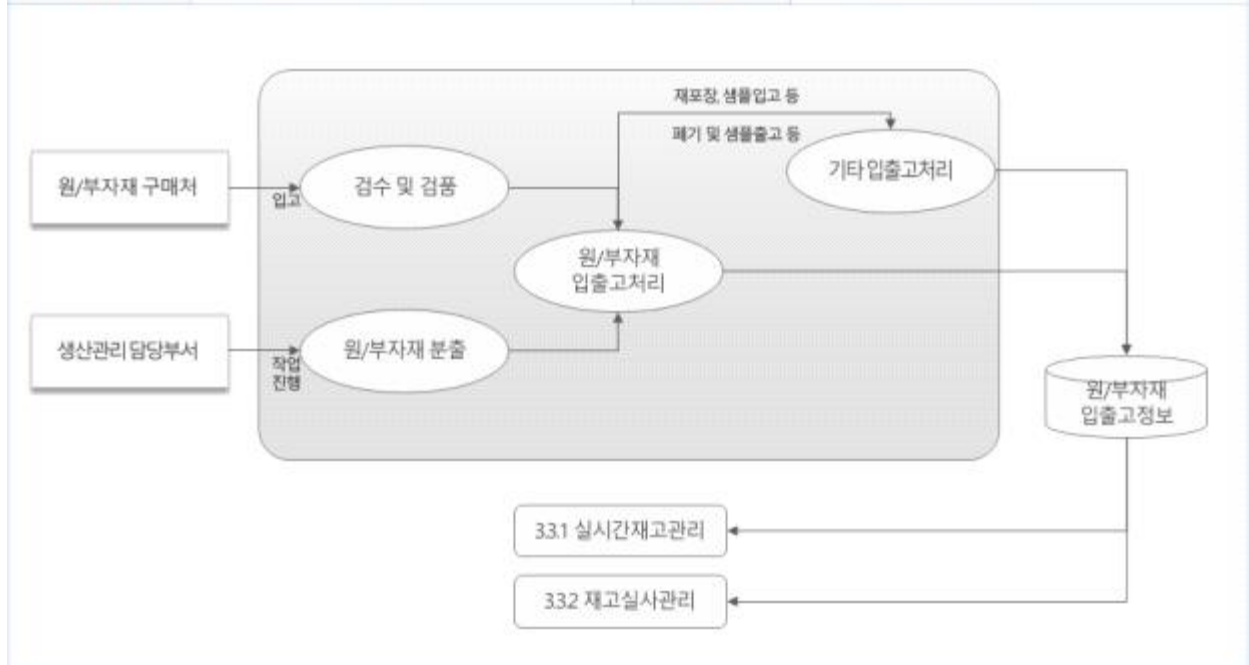 재포장, 샘플입고 등
폐기 및 샘플출고 등
기타 입출고처리
원/부자재 구매처
입고
검수 및 검품
원/부자재
입출고처리
생산관리 담당부서
작업
진행
원/부자재 분출
원/부자재
입출고정보
3.3.1 실시간재고관리
3.3.2 재고실사관리